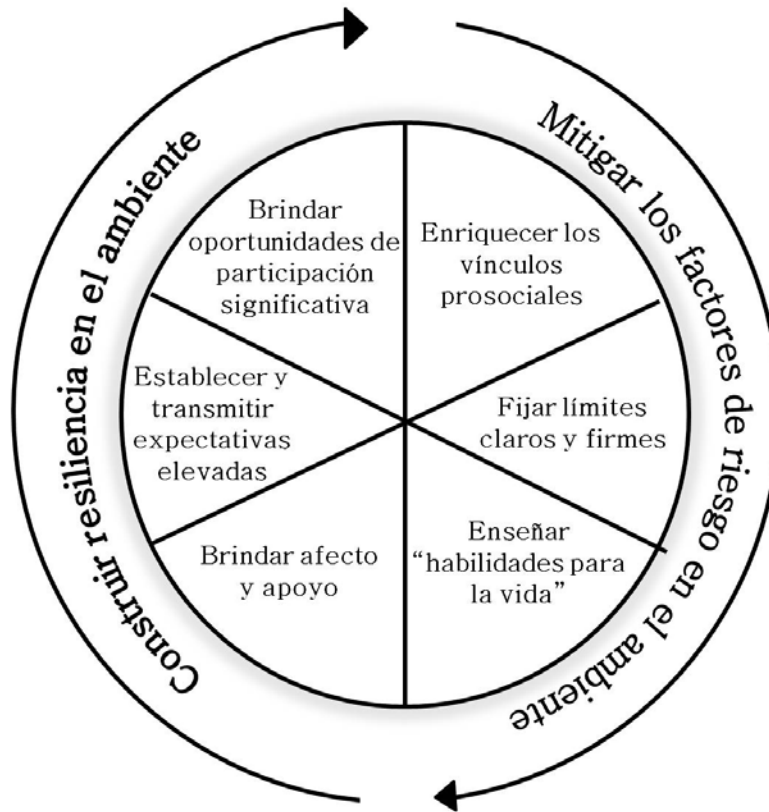 Construir resiliencia en el ambiente
Mitigar los factores de riesgo en el ambiente
Brindar
oportunidades de
participación
significativa
Enriquecer los
vínculos
prosociales
Establecer y
transmitir
expectativas
elevadas
Fijar límites
claros y firmes
Brindar afecto
y apoyo
Enseñar
“habilidades para
la vida”